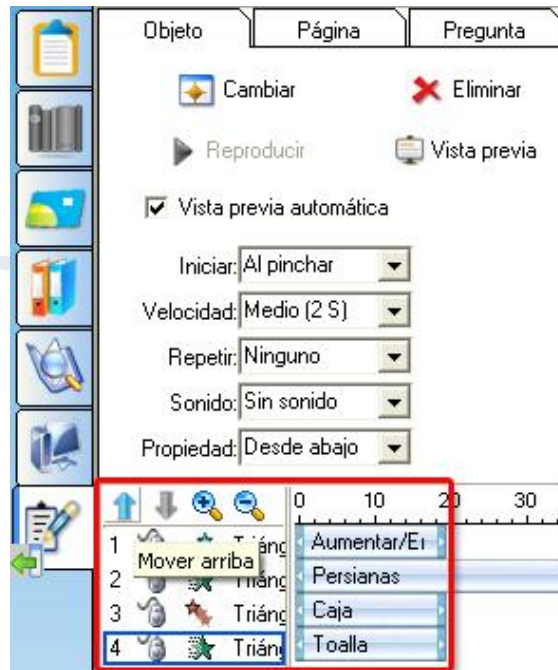 Objeto Página Pregunta
Cambiar Eliminar
Reproducir Vista previa
Vista previa automática
Iniciar: Al pinchar
Velocidad: Medio (2 S)
Repetir: Ninguno
Sonido: Sin sonido
Propiedad: Desde abajo
0 10 20 30
1 Aumentar/E
Mover arriba
2 Triáng Persianas
3 Triáng Caja
4 Triáng Toalla